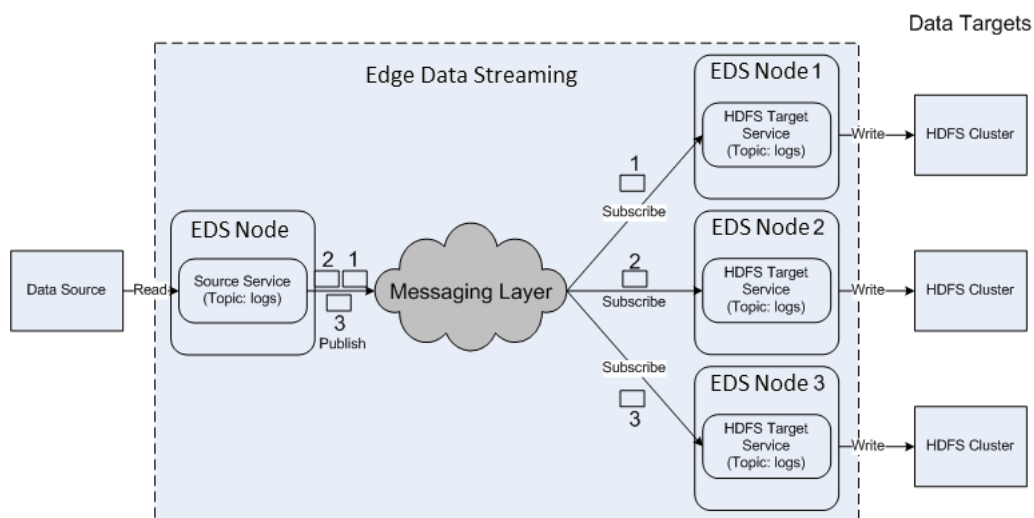 Data Targets
Edge Data Streaming
EDS Node 1
HDFS Target
Service
(Topic: logs)
Write
HDFS Cluster
1
Subscribe
EDS Node
Source Service
(Topic: logs)
Data Source
Read
2 1
3
Publish
Messaging Layer
EDS Node 2
HDFS Target
Service
(Topic: logs)
2
Subscribe
Write
HDFS Cluster
Subscribe
3
EDS Node 3
HDFS Target
Service
(Topic: logs)
Write
HDFS Cluster